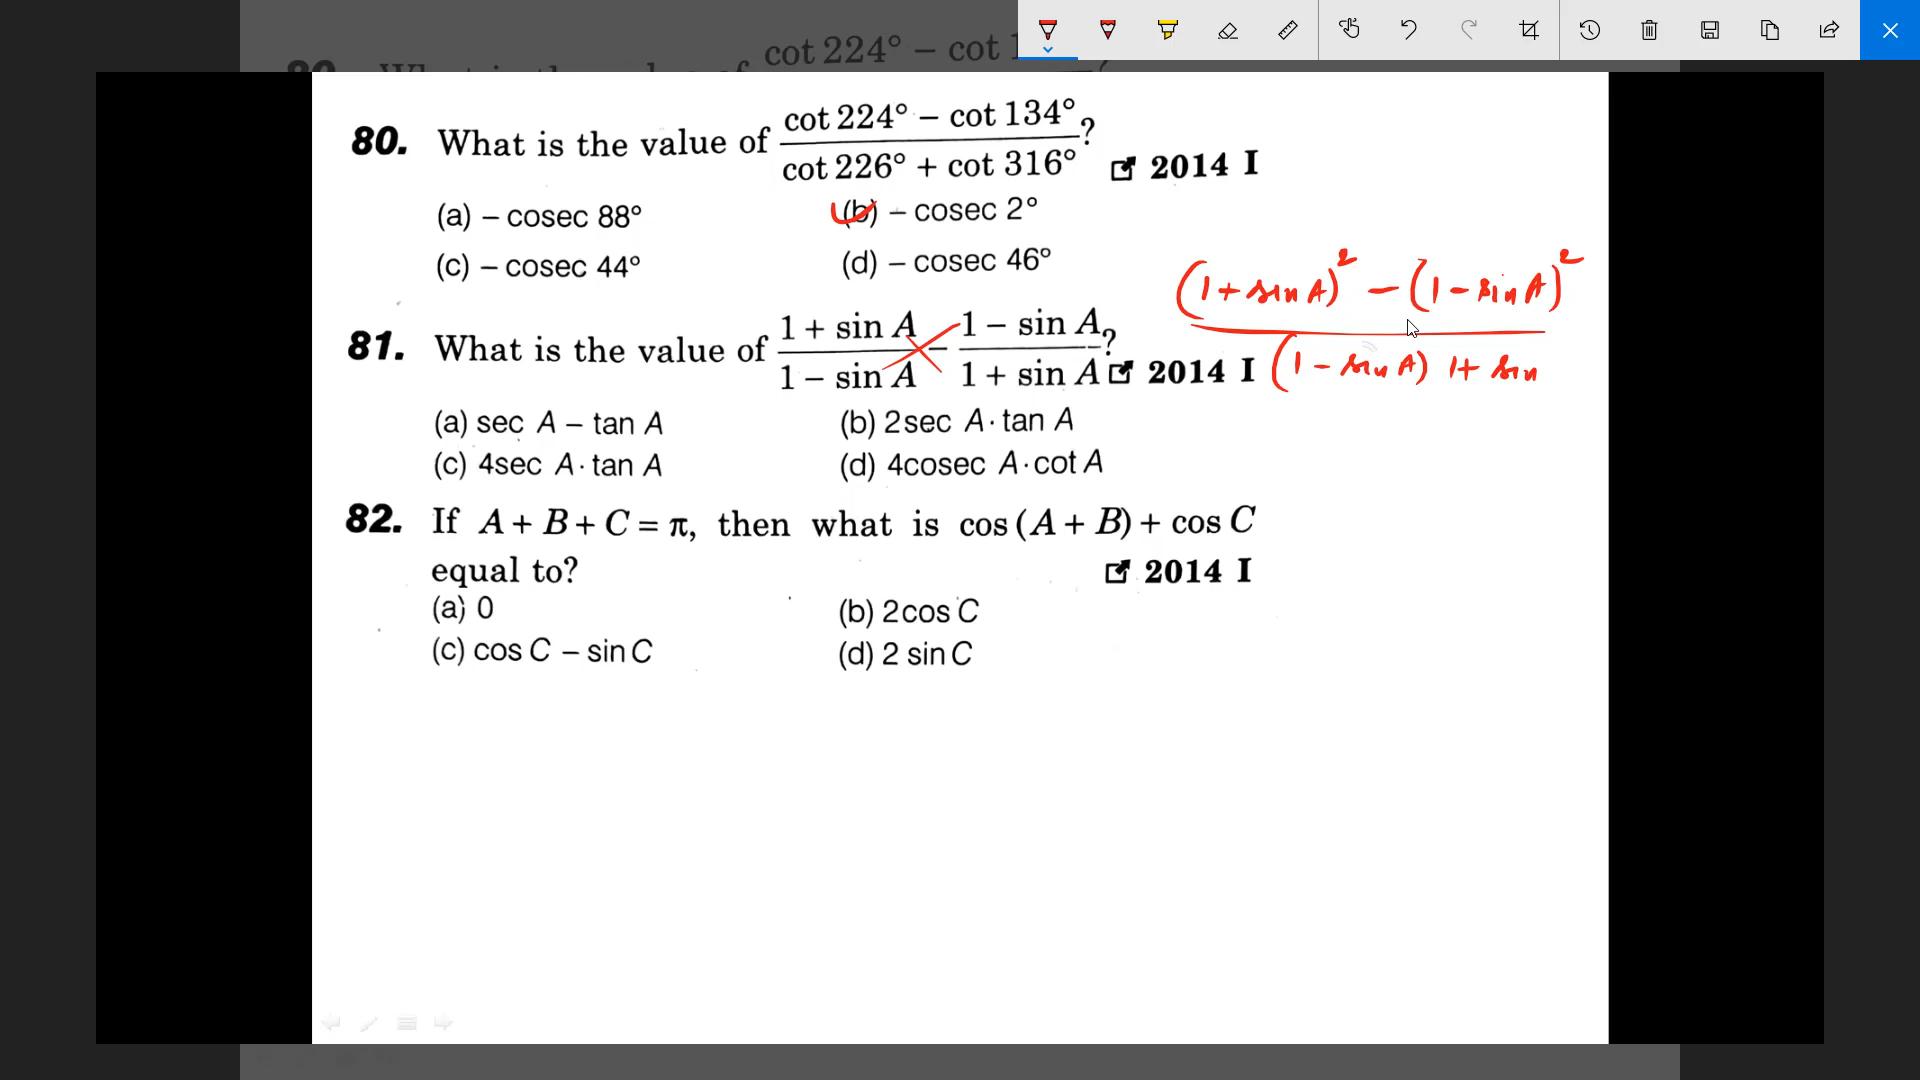 cot 224° – cot 1
80. What is the value of (cot 224° – cot 134°)/(cot 226° + cot 316°)?
2014 I
(a) – cosec 88° (b) – cosec 2°
(c) – cosec 44° (d) – cosec 46°
(1 + sin A)² – (1 – sin A)²
(1 – sin A) 1 + sin
81. What is the value of (1 + sin A)/(1 – sin A) – (1 – sin A)/(1 + sin A)?
2014 I
(a) sec A – tan A (b) 2sec A · tan A
(c) 4sec A · tan A (d) 4cosec A · cot A
82. If A + B + C = π, then what is cos (A + B) + cos C
equal to? 2014 I
(a) 0 (b) 2cos C
(c) cos C – sin C (d) 2 sin C